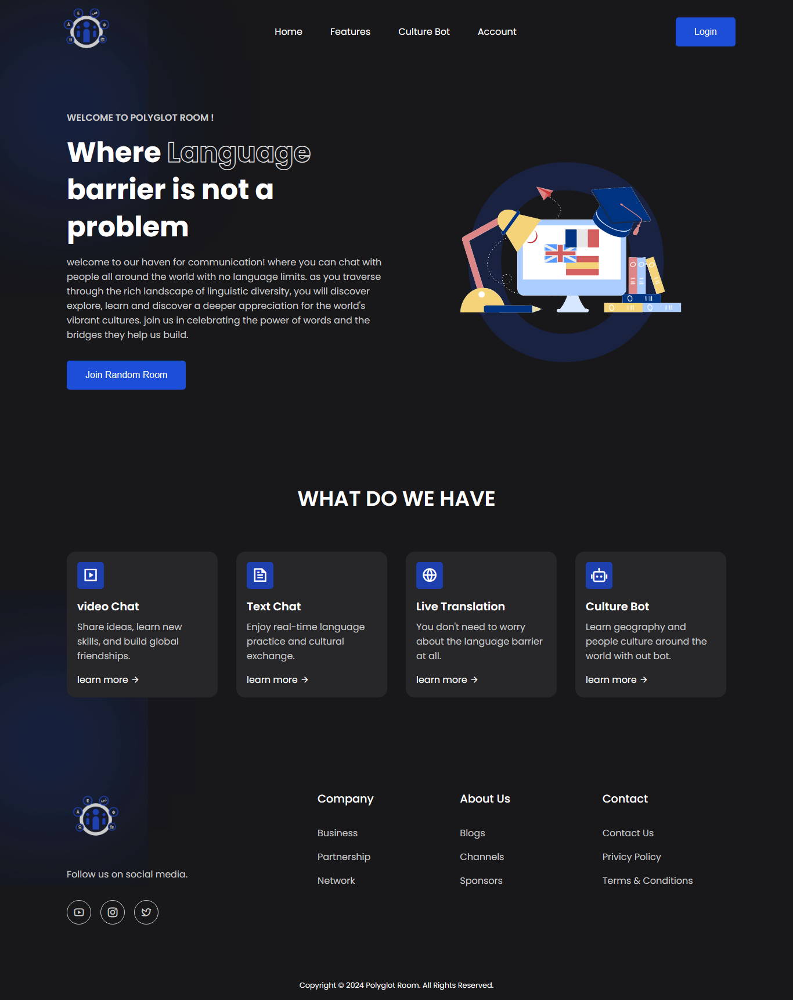 Home Features Culture Bot Account Login
WELCOME TO POLYGLOT ROOM !
Where Language
barrier is not a
problem
welcome to our haven for communication! where you can chat with
people all around the world with no language limits. as you traverse
through the rich landscape of linguistic diversity, you will discover
explore, learn and discover a deeper appreciation for the world's
vibrant cultures. join us in celebrating the power of words and the
bridges they help us build.
Join Random Room
WHAT DO WE HAVE
video Chat
Share ideas, learn new
skills, and build global
friendships.
learn more →
Text Chat
Enjoy real-time language
practice and cultural
exchange.
learn more →
Live Translation
You don't need to worry
about the language barrier
at all.
learn more →
Culture Bot
Learn geography and
people culture around the
world with out bot.
learn more →
Follow us on social media.
Company
Business
Partnership
Network
About Us
Blogs
Channels
Sponsors
Contact
Contact Us
Privicy Policy
Terms & Conditions
Copyright © 2024 Polyglot Room. All Rights Reserved.